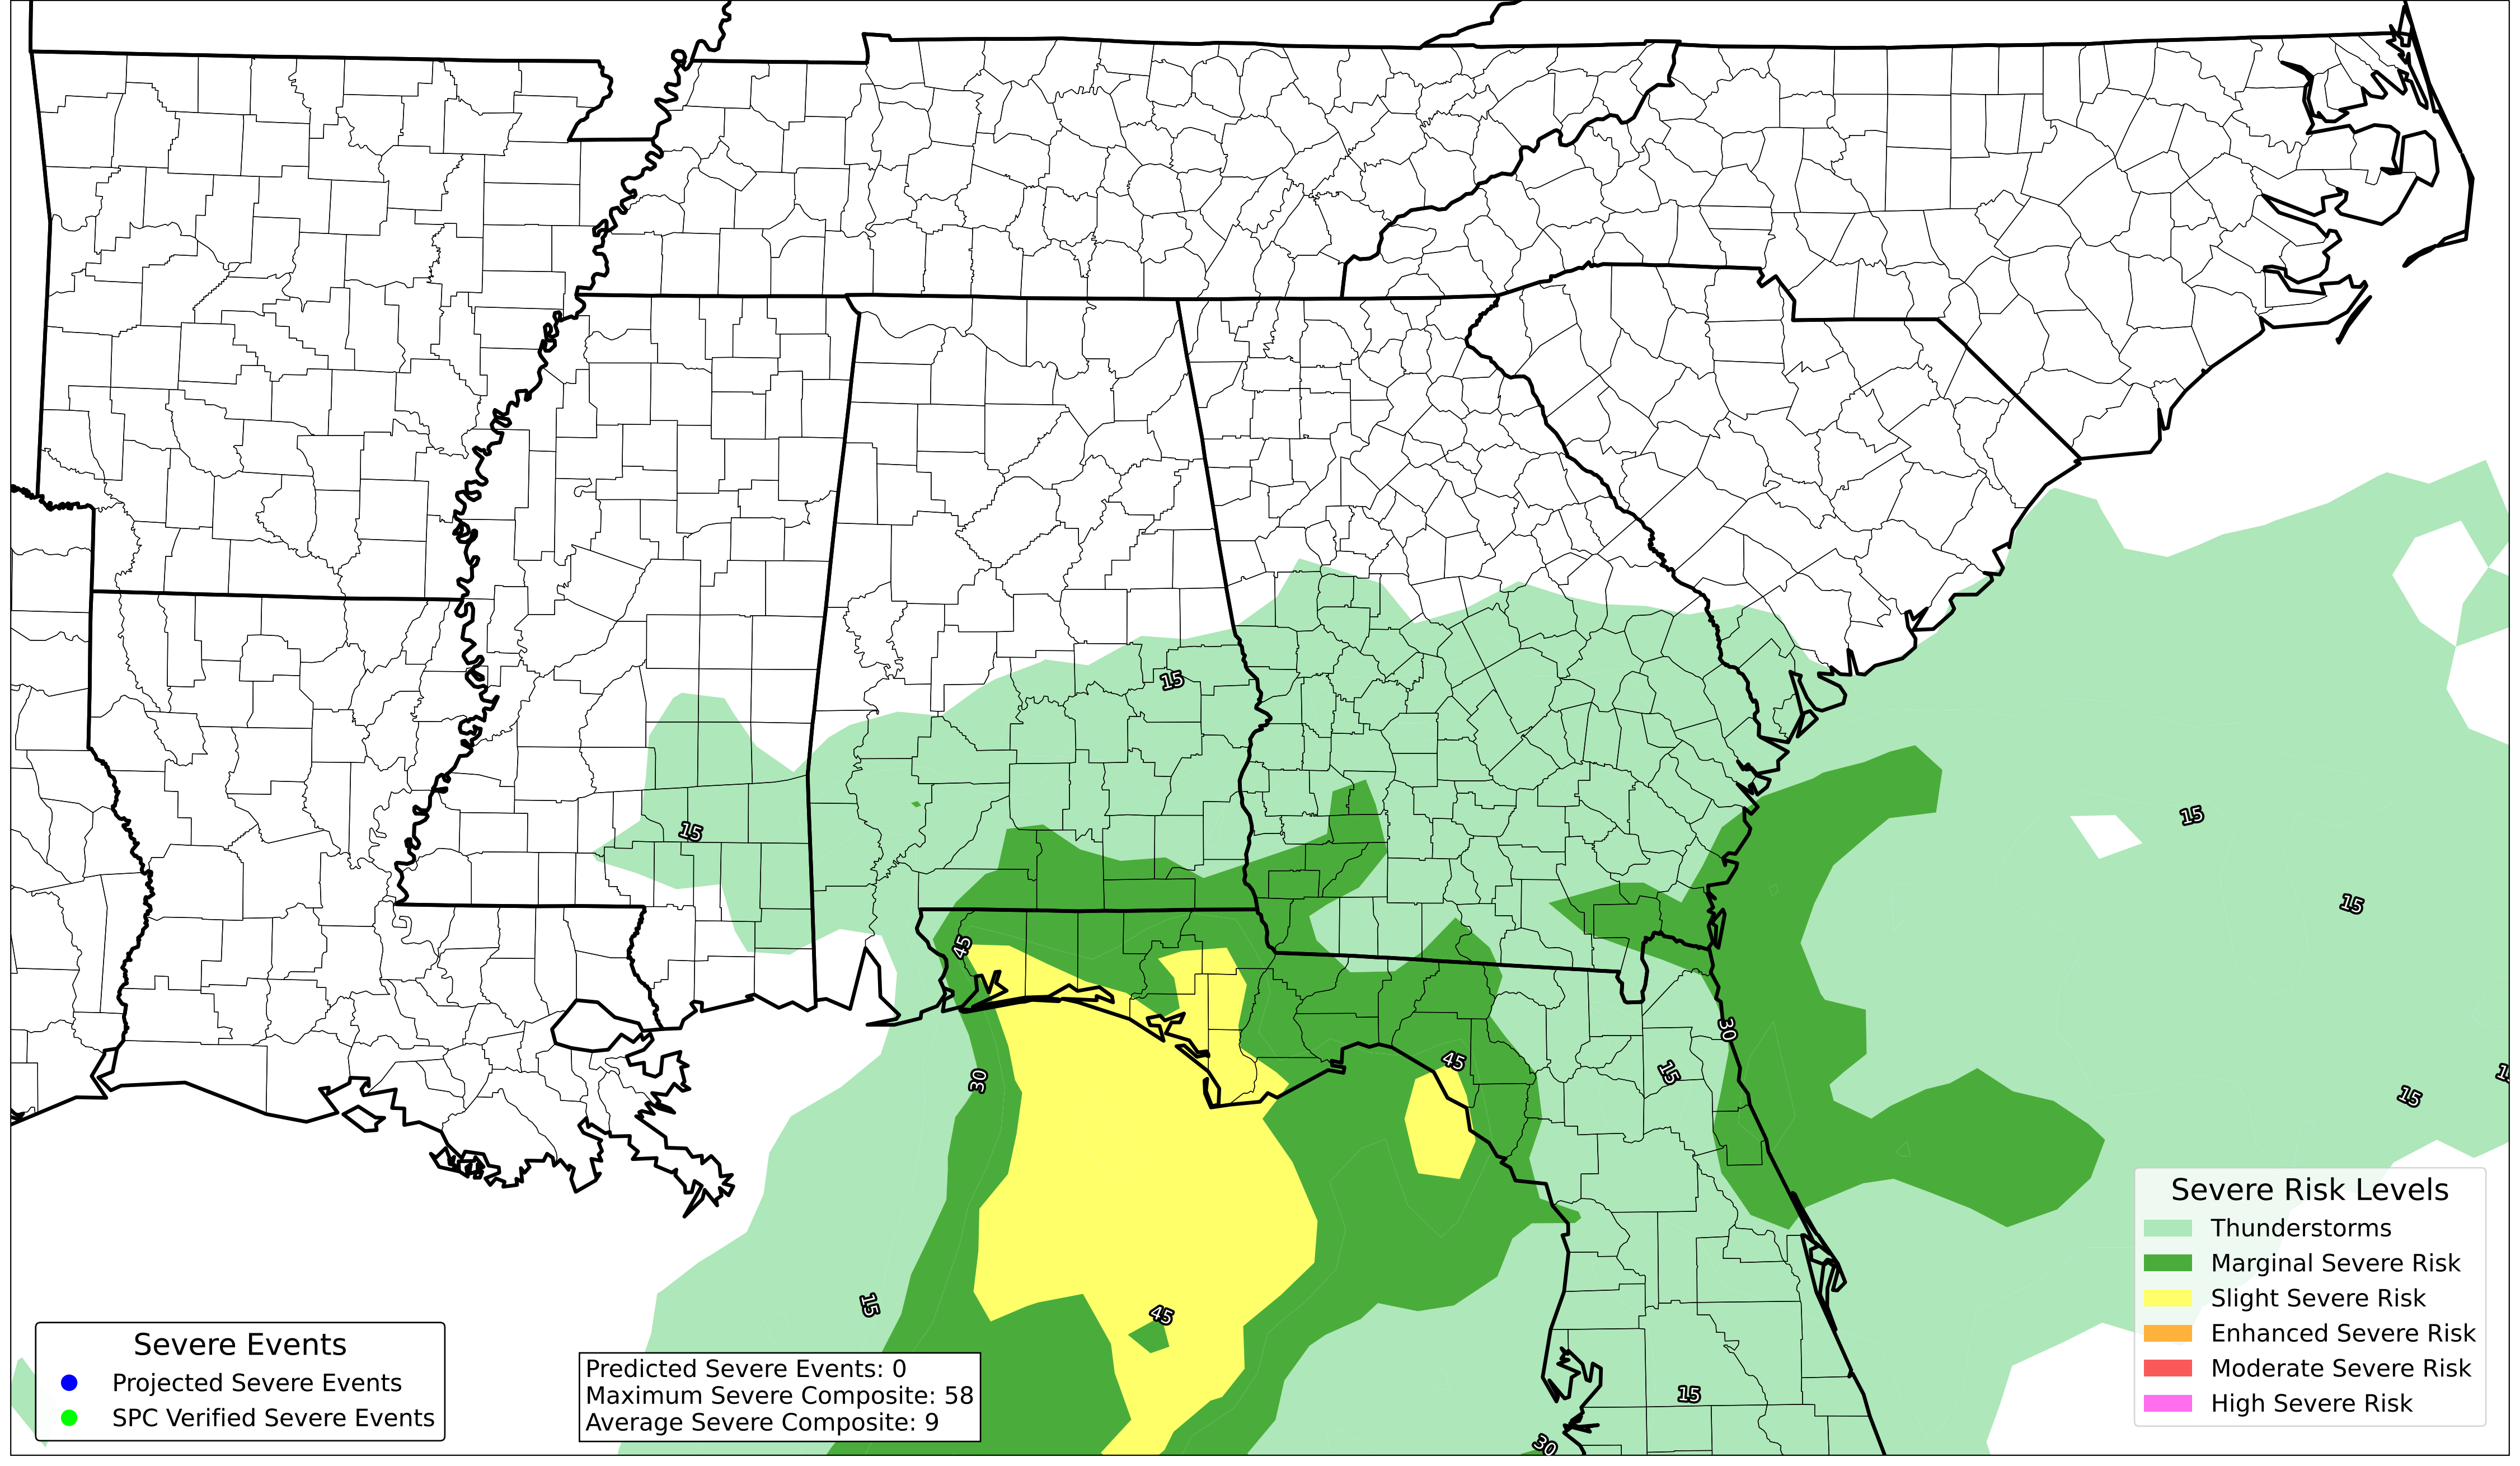 15
15
15
45
15
30
15
45
30
15
15
15
45
15
30
Severe Risk Levels
Thunderstorms
Marginal Severe Risk
Slight Severe Risk
Enhanced Severe Risk
Moderate Severe Risk
High Severe Risk
Severe Events
Projected Severe Events
SPC Verified Severe Events
Predicted Severe Events: 0
Maximum Severe Composite: 58
Average Severe Composite: 9